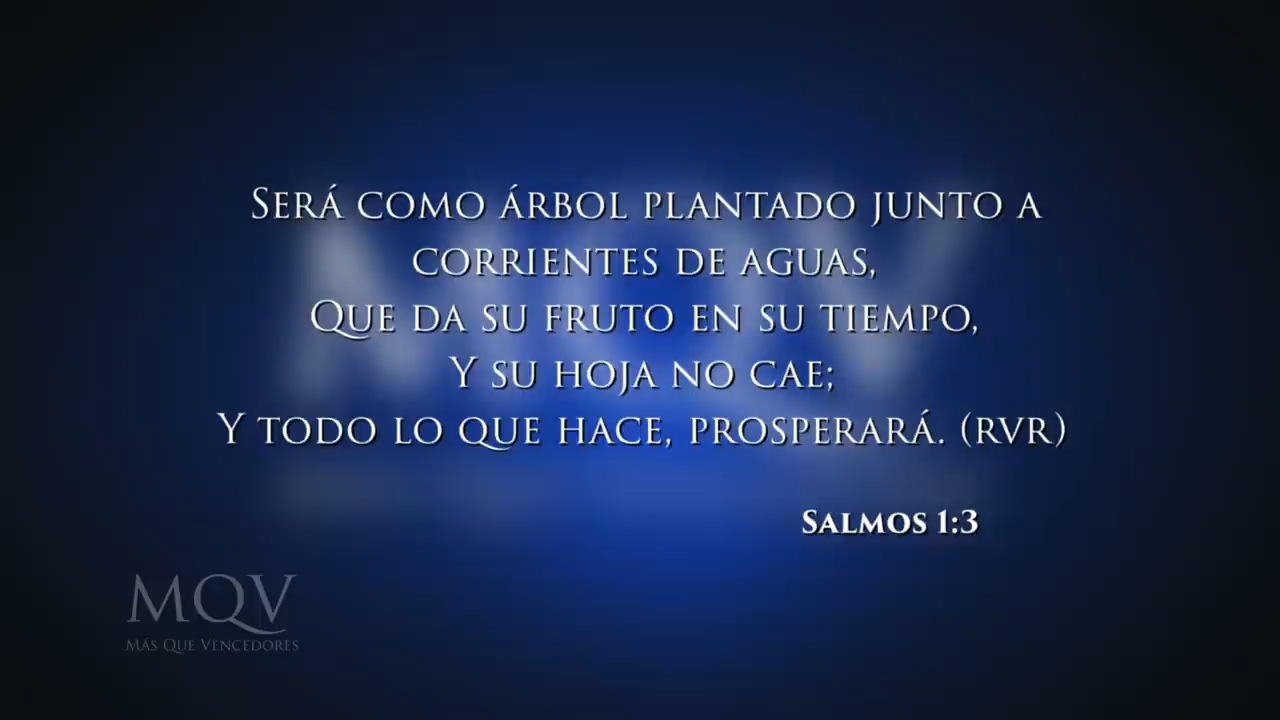 Será como árbol plantado junto a
corrientes de aguas,
Que da su fruto en su tiempo,
Y su hoja no cae;
Y todo lo que hace, prosperará. (RVR)
Salmos 1:3
MQV
Más Que Vencedores